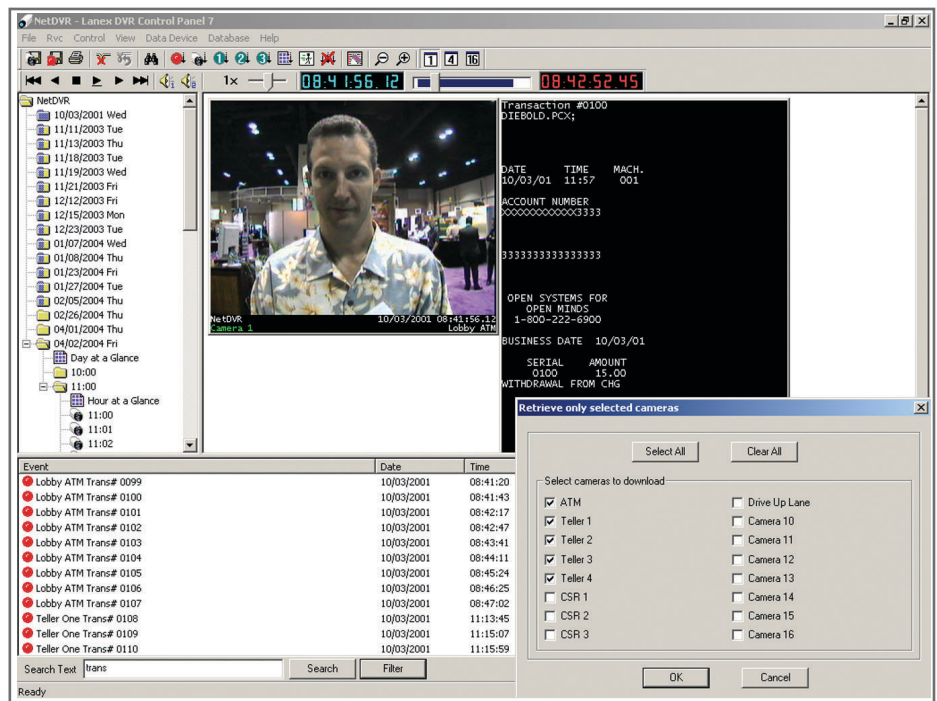 NetDVR - Lanex DVR Control Panel 7
File Rvc Control View Data Device Database Help
1 2 3 1 4 16
1x 08:41:56.12 08:42:52.45
NetDVR
10/03/2001 Wed
11/11/2003 Tue
11/13/2003 Thu
11/18/2003 Tue
11/19/2003 Wed
11/21/2003 Fri
12/12/2003 Fri
12/15/2003 Mon
12/23/2003 Tue
01/07/2004 Wed
01/08/2004 Thu
01/23/2004 Fri
01/27/2004 Tue
02/05/2004 Thu
02/26/2004 Thu
04/01/2004 Thu
04/02/2004 Fri
Day at a Glance
10:00
11:00
Hour at a Glance
11:00
11:01
11:02
NetDVR 10/03/2001 08:41:56.12
Camera 1 Lobby ATM
Transaction #0100
DIEBOLD.PCX;
DATE TIME MACH.
10/03/01 11:57 001
ACCOUNT NUMBER
XXXXXXXXXXXX3333
3333333333333333
OPEN SYSTEMS FOR
OPEN MINDS
1-800-222-6900
BUSINESS DATE 10/03/01
SERIAL AMOUNT
0100 15.00
WITHDRAWAL FROM CHG
Event Date Time
Lobby ATM Trans# 0099 10/03/2001 08:41:20
Lobby ATM Trans# 0100 10/03/2001 08:41:43
Lobby ATM Trans# 0101 10/03/2001 08:42:17
Lobby ATM Trans# 0102 10/03/2001 08:42:47
Lobby ATM Trans# 0103 10/03/2001 08:43:41
Lobby ATM Trans# 0104 10/03/2001 08:44:11
Lobby ATM Trans# 0105 10/03/2001 08:45:24
Lobby ATM Trans# 0106 10/03/2001 08:46:25
Lobby ATM Trans# 0107 10/03/2001 08:47:02
Teller One Trans# 0108 10/03/2001 11:13:45
Teller One Trans# 0109 10/03/2001 11:15:07
Teller One Trans# 0110 10/03/2001 11:15:59
Search Text trans Search Filter
Ready
Retrieve only selected cameras
Select All Clear All
Select cameras to download
ATM Drive Up Lane
Teller 1 Camera 10
Teller 2 Camera 11
Teller 3 Camera 12
Teller 4 Camera 13
CSR 1 Camera 14
CSR 2 Camera 15
CSR 3 Camera 16
OK Cancel